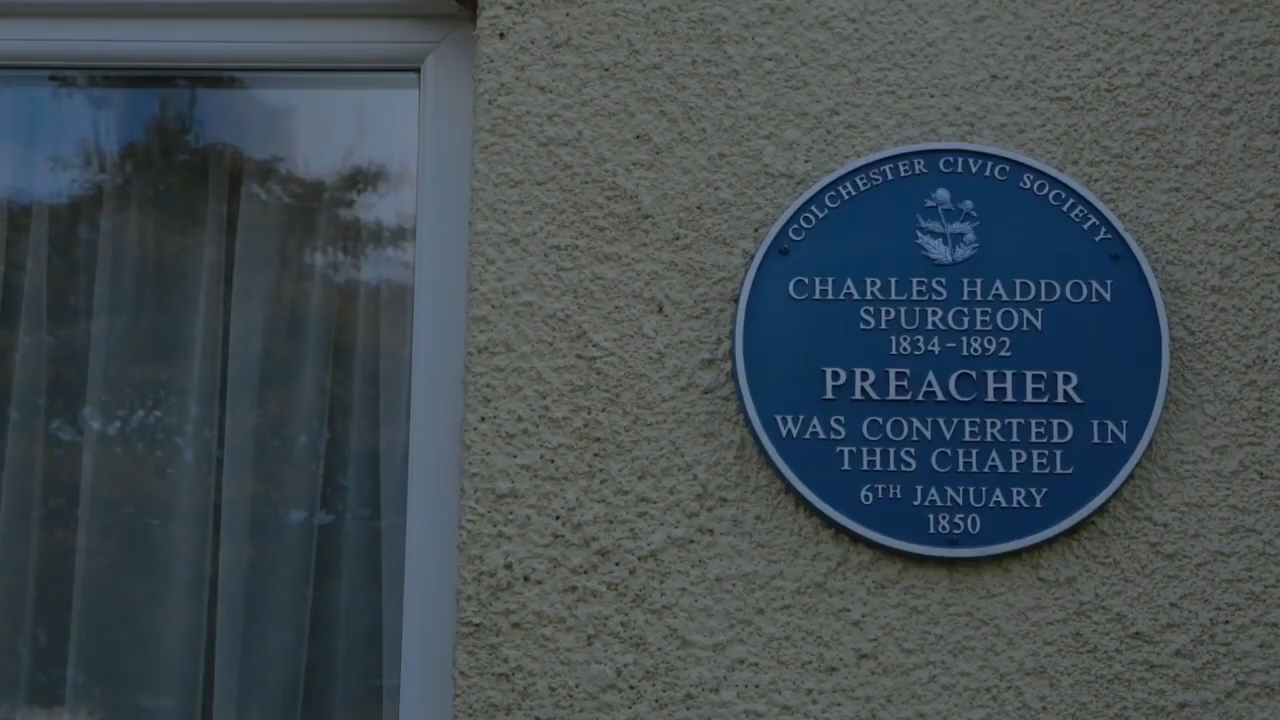 COLCHESTER CIVIC SOCIETY
CHARLES HADDON
SPURGEON
1834-1892
PREACHER
WAS CONVERTED IN
THIS CHAPEL
6TH JANUARY
1850